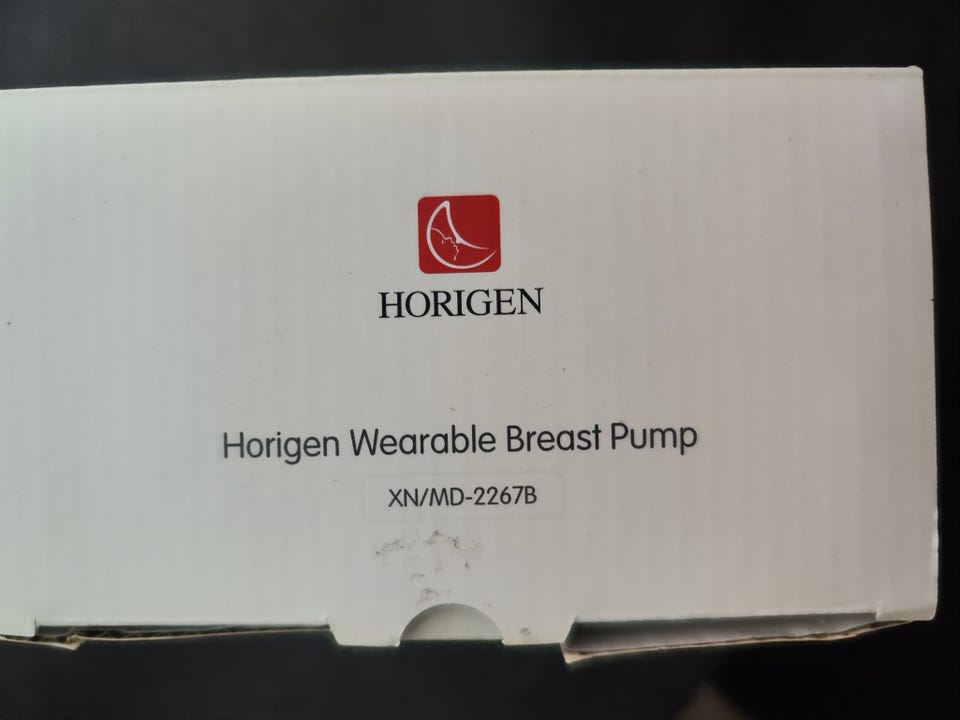 HORIGEN
Horigen Wearable Breast Pump
XN/MD-2267B